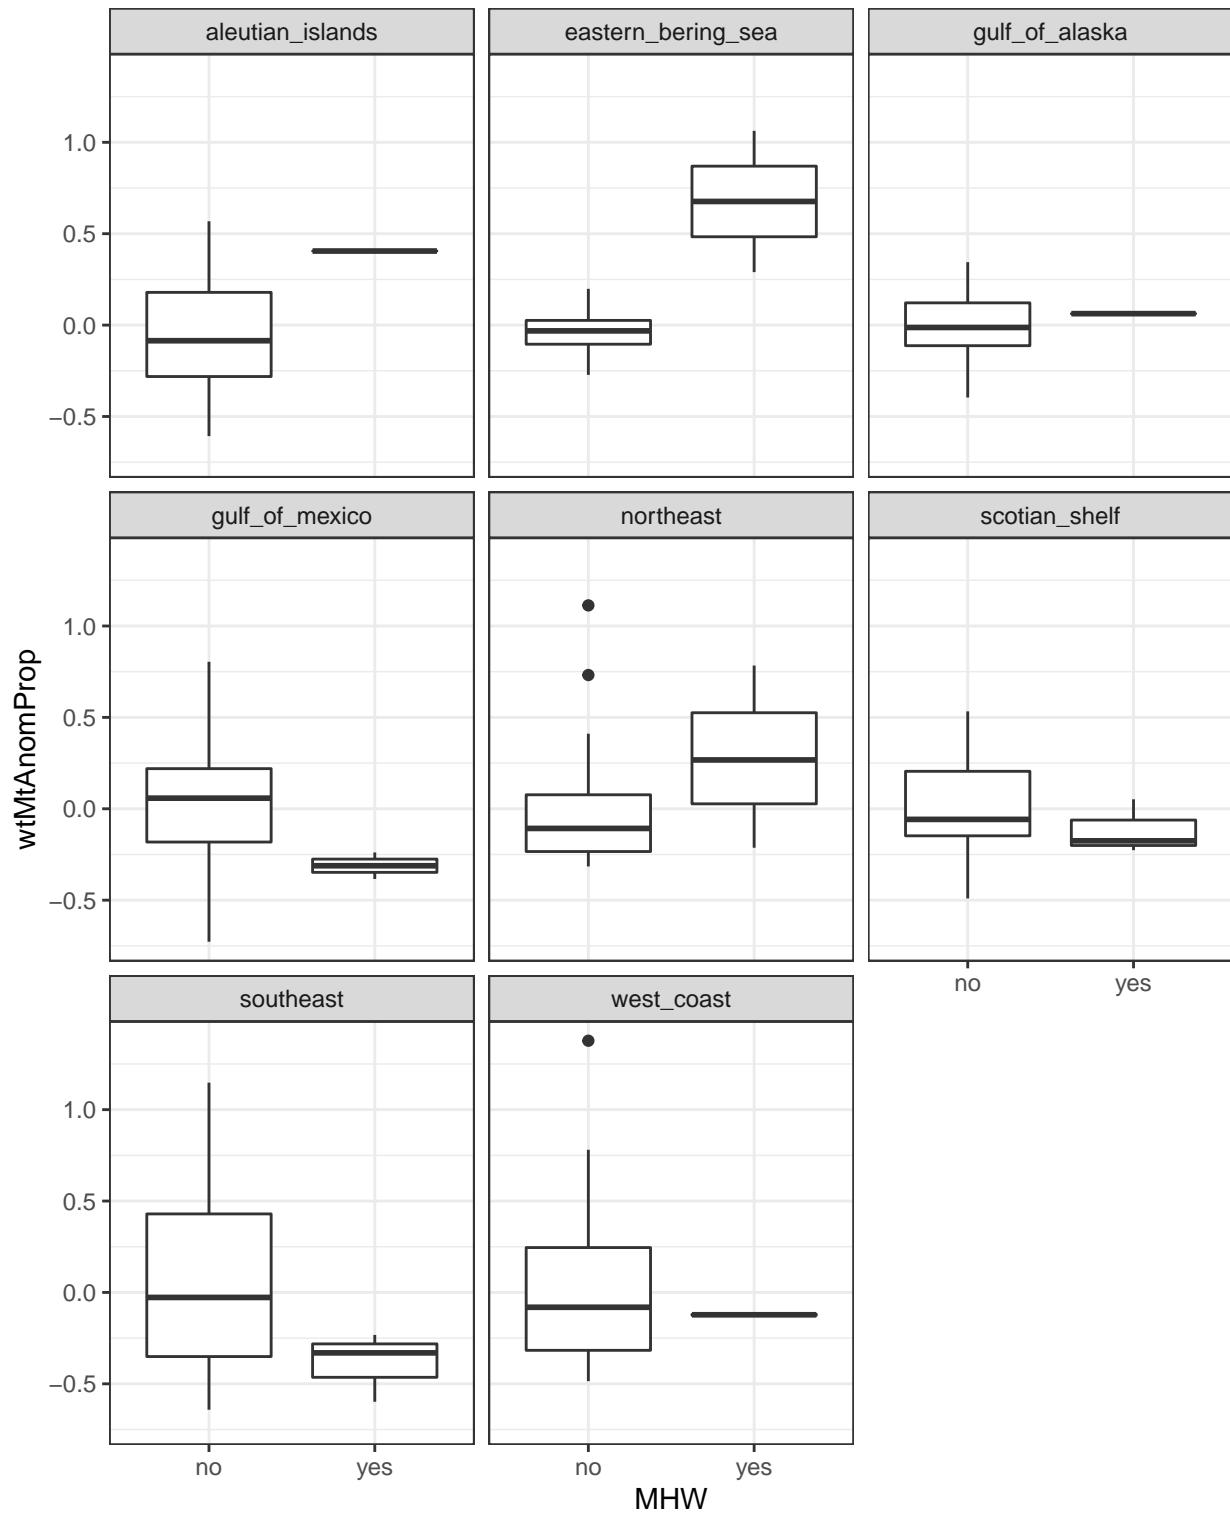 aleutian_islands
eastern_bering_sea
gulf_of_alaska
1.0
0.5
0.0
−0.5
gulf_of_mexico
northeast
scotian_shelf
1.0
0.5
0.0
−0.5
no
yes
southeast
west_coast
1.0
0.5
0.0
−0.5
no
yes
no
yes
MHW
wtMtAnomProp